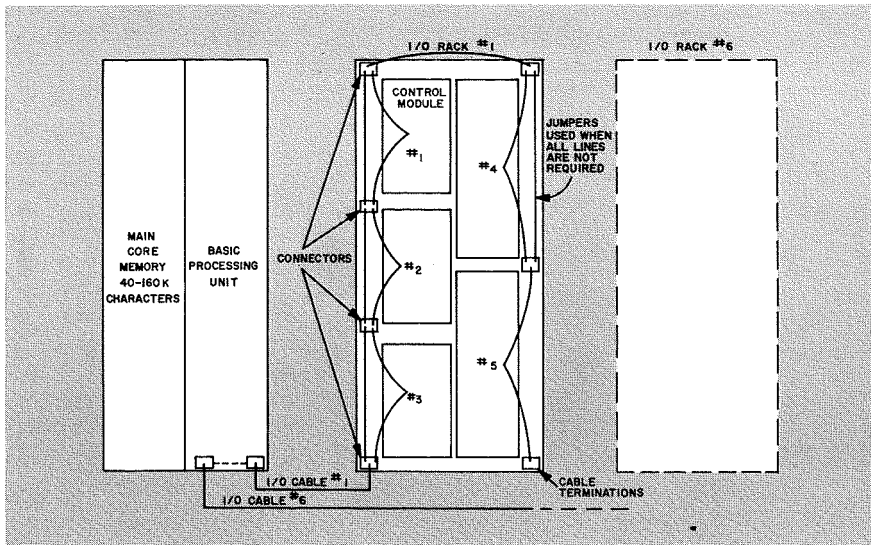 I/O RACK #1
I/O RACK #6
CONTROL
MODULE
#1
#4
JUMPERS
USED WHEN
ALL LINES
ARE NOT
REQUIRED
MAIN
CORE
MEMORY
40-160K
CHARACTERS
BASIC
PROCESSING
UNIT
CONNECTORS
#2
#5
#3
I/O CABLE #1
I/O CABLE #6
CABLE
TERMINATIONS